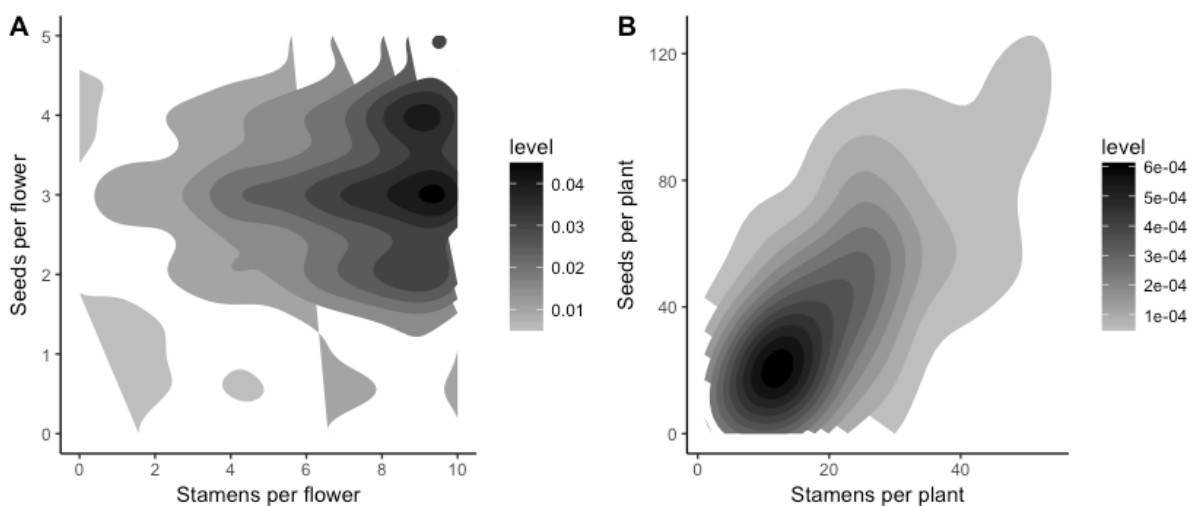 A
5
4
3
2
1
0
Seeds per flower
0 2 4 6 8 10
Stamens per flower
level
0.04
0.03
0.02
0.01
B
120
80
40
0
Seeds per plant
0 20 40
Stamens per plant
level
6e-04
5e-04
4e-04
3e-04
2e-04
1e-04